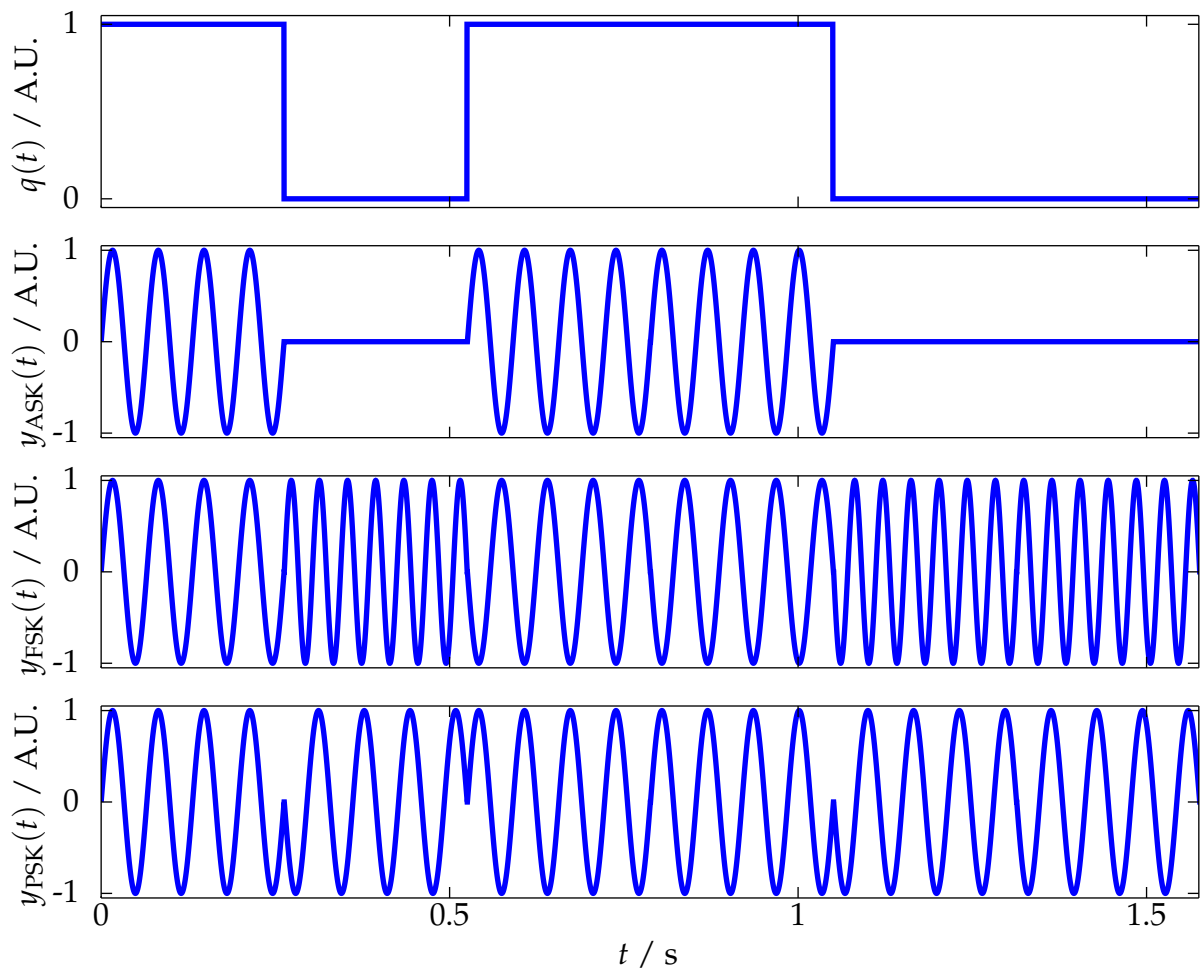 1
0
q(t) / A.U.
1
0
-1
y_ASK(t) / A.U.
1
0
-1
y_FSK(t) / A.U.
1
0
-1
y_PSK(t) / A.U.
0 0.5 1 1.5
t / s